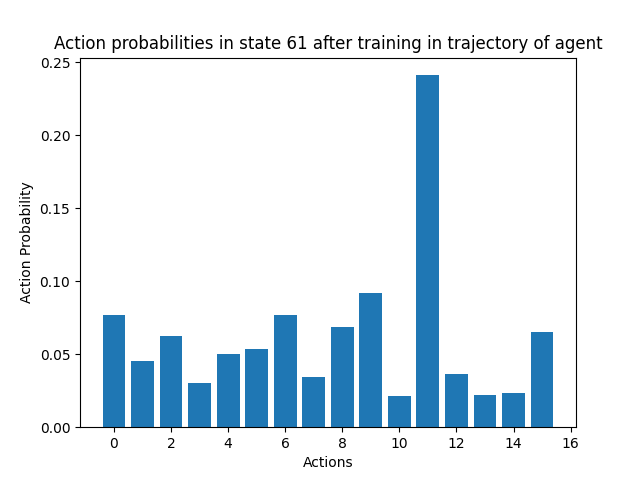 Action probabilities in state 61 after training in trajectory of agent
0.25
0.20
0.15
0.10
0.05
0.00
Action Probability
0 2 4 6 8 10 12 14 16
Actions